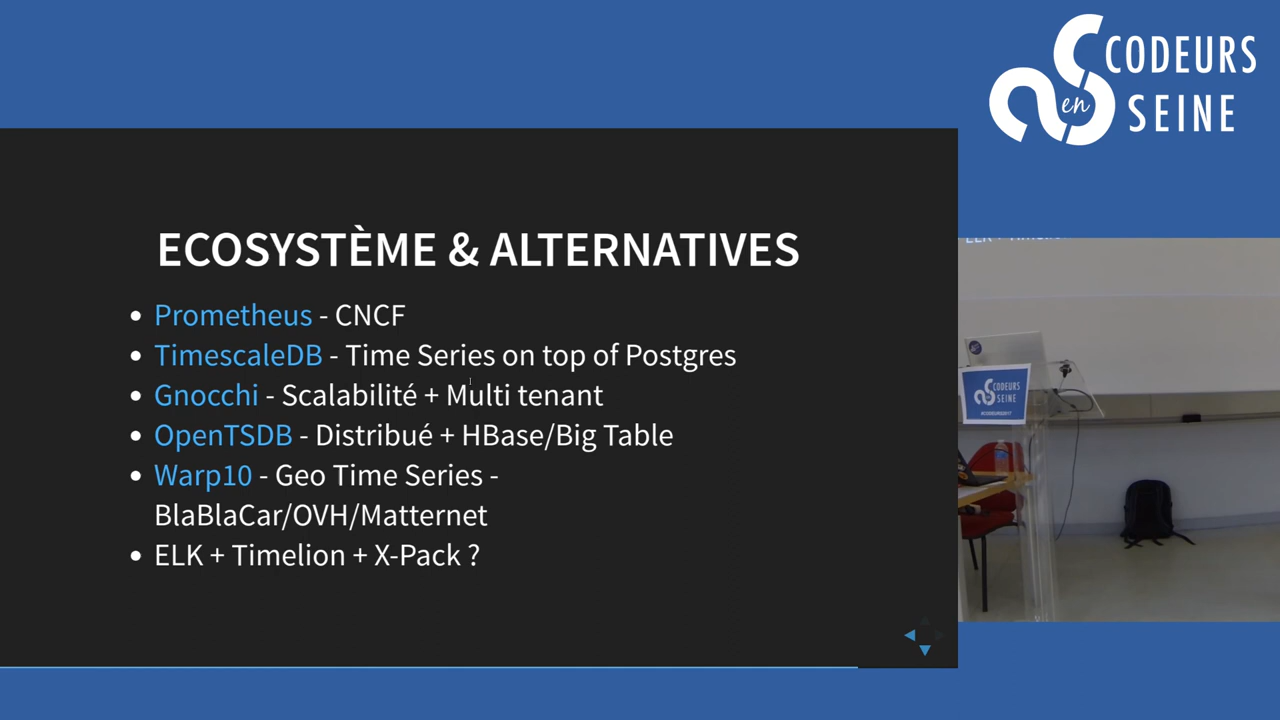 CODEURS
en
SEINE
ECOSYSTÈME & ALTERNATIVES
Prometheus - CNCF
TimescaleDB - Time Series on top of Postgres
Gnocchi - Scalabilité + Multi tenant
OpenTSDB - Distribué + HBase/Big Table
Warp10 - Geo Time Series -
BlaBlaCar/OVH/Matternet
ELK + Timelion + X-Pack ?
CODEURS
SEINE